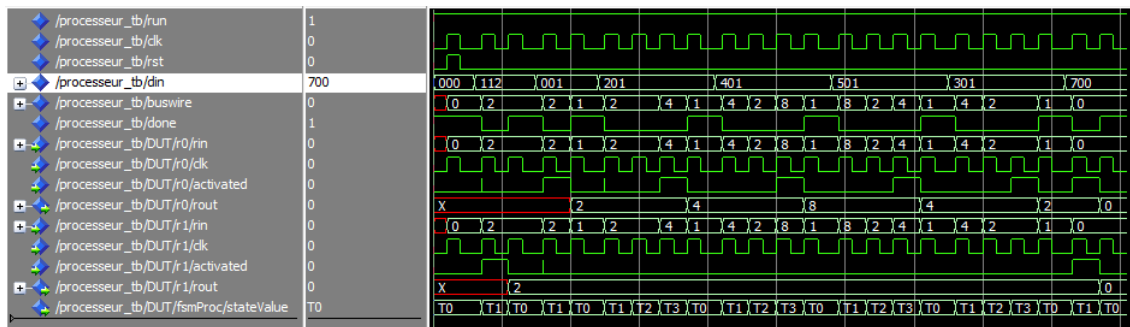 /processeur_tb/run 1
/processeur_tb/clk 0
/processeur_tb/rst 0
/processeur_tb/din 700 000 112 001 201 401 501 301 700
/processeur_tb/buswire 0 0 2 2 1 2 4 1 4 2 8 1 8 2 4 1 4 2 1 0
/processeur_tb/done 1
/processeur_tb/DUT/r0/rin 0 0 2 2 1 2 4 1 4 2 8 1 8 2 4 1 4 2 1 0
/processeur_tb/DUT/r0/clk 0
/processeur_tb/DUT/r0/activated 0
/processeur_tb/DUT/r0/rout 0 X 2 4 8 4 2 0
/processeur_tb/DUT/r1/rin 0 0 2 2 1 2 4 1 4 2 8 1 8 2 4 1 4 2 1 0
/processeur_tb/DUT/r1/clk 0
/processeur_tb/DUT/r1/activated 0
/processeur_tb/DUT/r1/rout 0 X 2 0
/processeur_tb/DUT/fsmProc/stateValue T0 T0 T1 T0 T1 T0 T1 T2 T3 T0 T1 T2 T3 T0 T1 T2 T3 T0 T1 T2 T3 T0 T1 T0